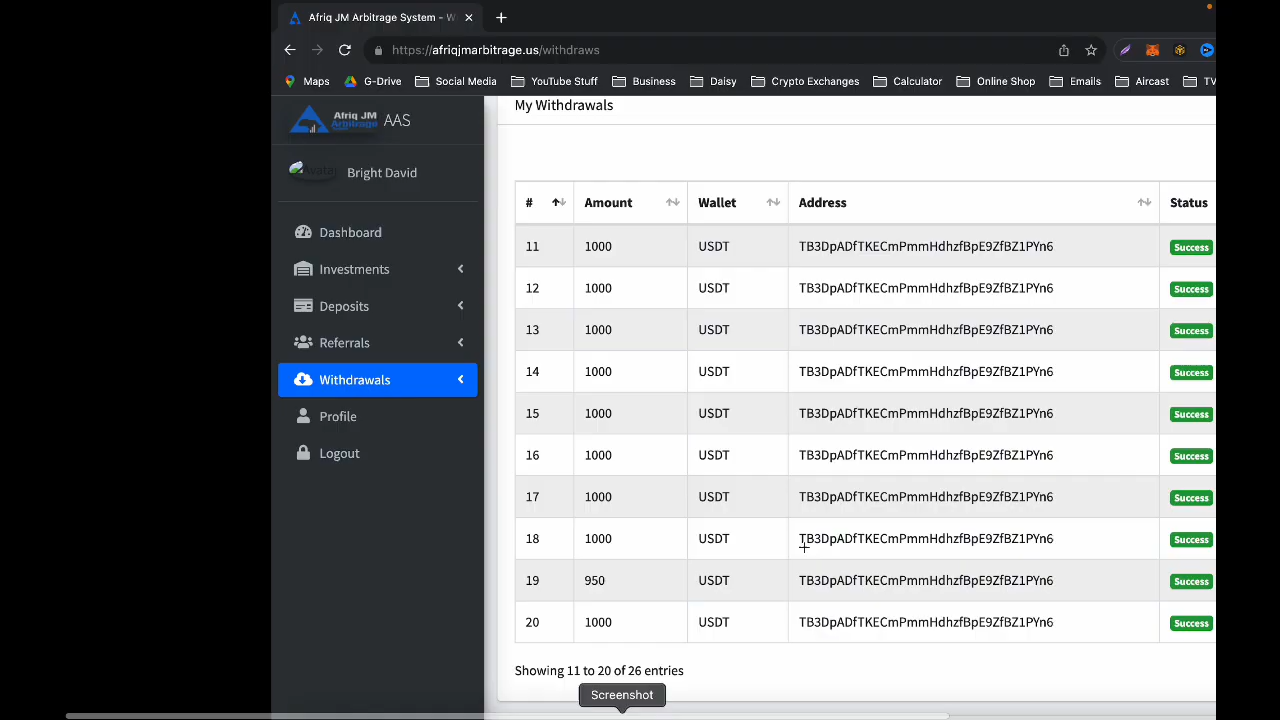 Afriq JM Arbitrage System – W
https://afriqjmarbitrage.us/withdraws
Maps G-Drive Social Media YouTube Stuff Business Daisy Crypto Exchanges Calculator Online Shop Emails Aircast TV
Afriq JM Arbitrage AAS
Avatar Bright David
Dashboard
Investments
Deposits
Referrals
Withdrawals
Profile
Logout
My Withdrawals
# Amount Wallet Address Status
11 1000 USDT TB3DpADfTKECmPmmHdhzfBpE9ZfBZ1PYn6 Success
12 1000 USDT TB3DpADfTKECmPmmHdhzfBpE9ZfBZ1PYn6 Success
13 1000 USDT TB3DpADfTKECmPmmHdhzfBpE9ZfBZ1PYn6 Success
14 1000 USDT TB3DpADfTKECmPmmHdhzfBpE9ZfBZ1PYn6 Success
15 1000 USDT TB3DpADfTKECmPmmHdhzfBpE9ZfBZ1PYn6 Success
16 1000 USDT TB3DpADfTKECmPmmHdhzfBpE9ZfBZ1PYn6 Success
17 1000 USDT TB3DpADfTKECmPmmHdhzfBpE9ZfBZ1PYn6 Success
18 1000 USDT TB3DpADfTKECmPmmHdhzfBpE9ZfBZ1PYn6 Success
19 950 USDT TB3DpADfTKECmPmmHdhzfBpE9ZfBZ1PYn6 Success
20 1000 USDT TB3DpADfTKECmPmmHdhzfBpE9ZfBZ1PYn6 Success
Showing 11 to 20 of 26 entries
Screenshot